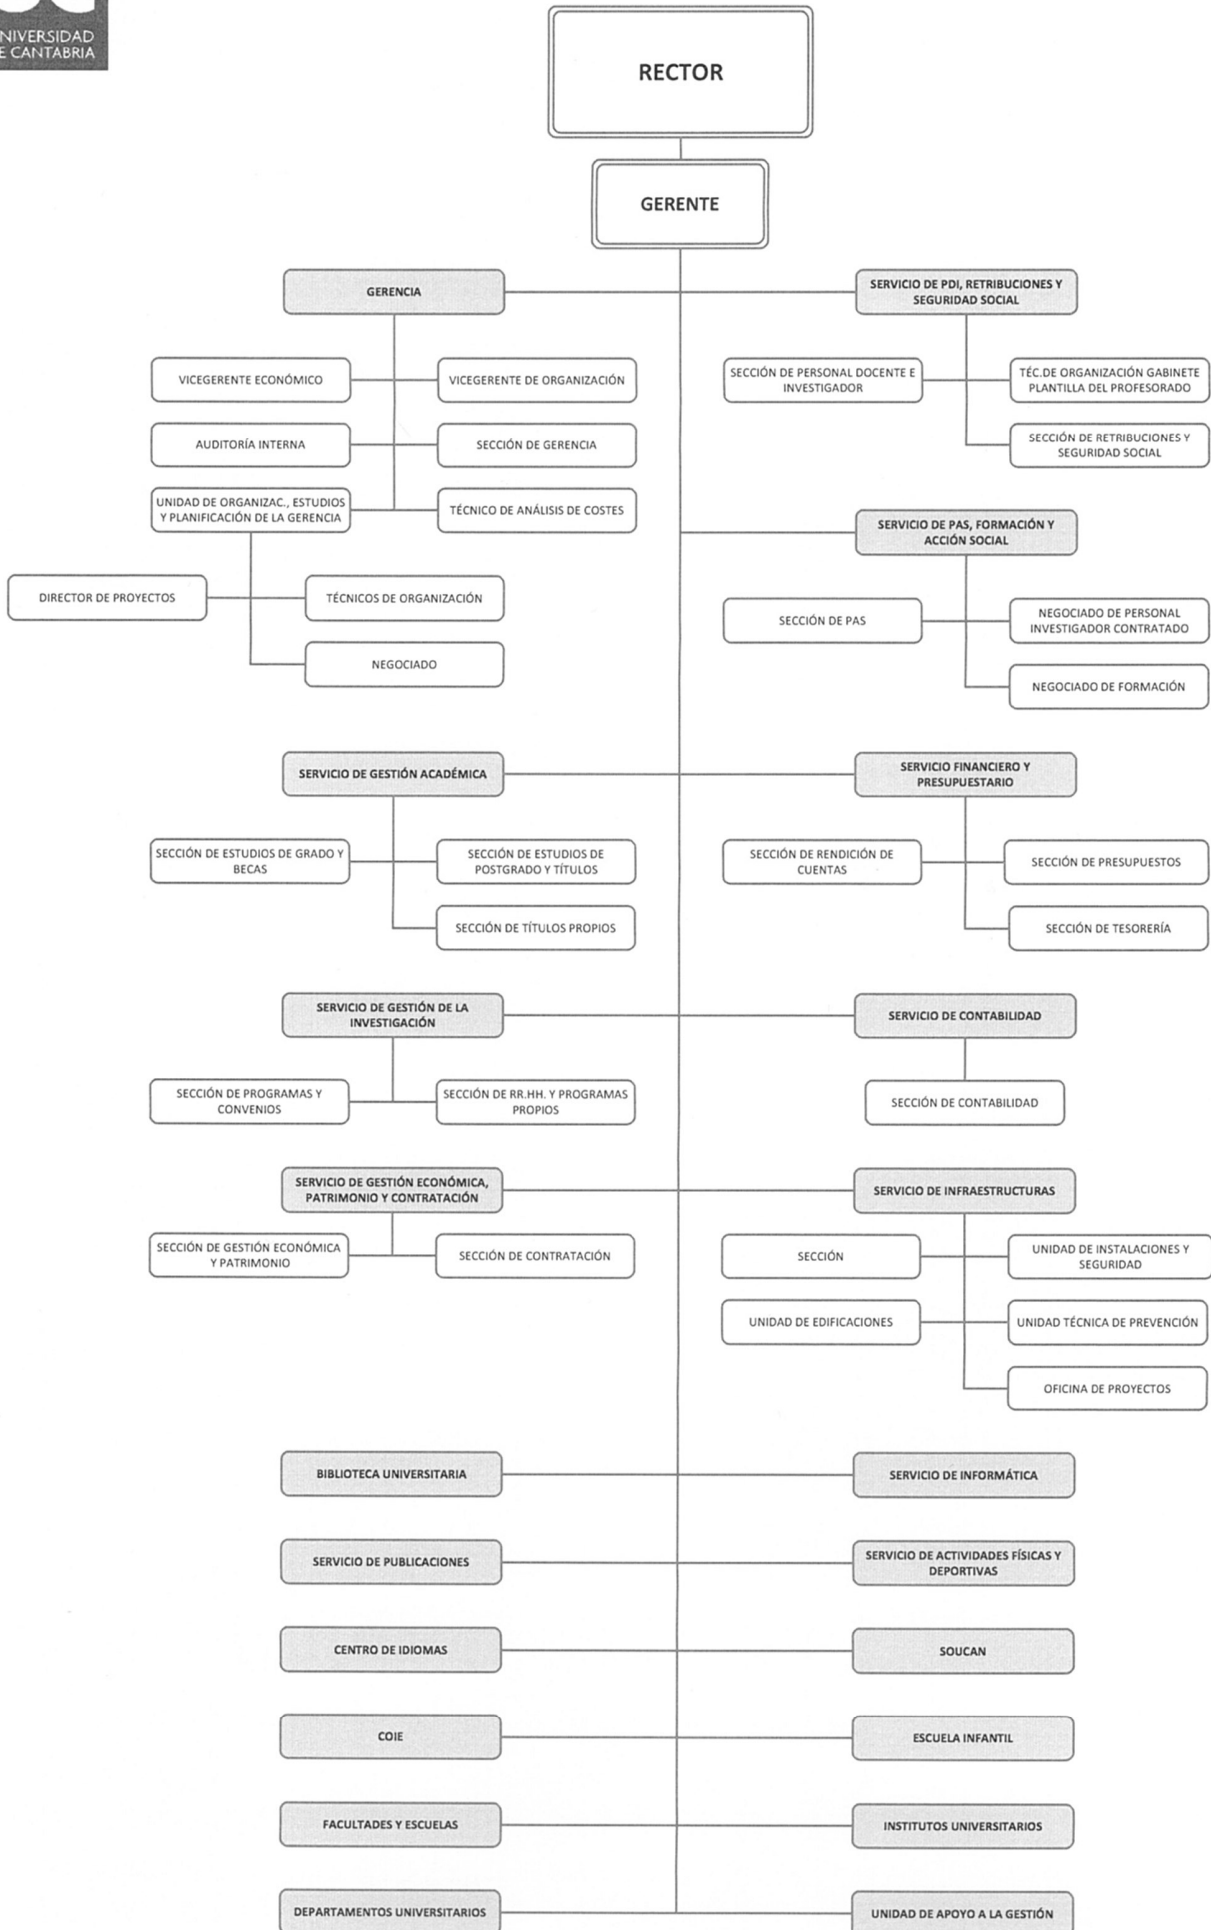 UC
NIVERSIDAD
E CANTABRIA
RECTOR
GERENTE
GERENCIA
SERVICIO DE PDI, RETRIBUCIONES Y
SEGURIDAD SOCIAL
VICEGERENTE ECONÓMICO
VICEGERENTE DE ORGANIZACIÓN
SECCIÓN DE PERSONAL DOCENTE E
INVESTIGADOR
TÉC.DE ORGANIZACIÓN GABINETE
PLANTILLA DEL PROFESORADO
AUDITORÍA INTERNA
SECCIÓN DE GERENCIA
SECCIÓN DE RETRIBUCIONES Y
SEGURIDAD SOCIAL
UNIDAD DE ORGANIZAC., ESTUDIOS
Y PLANIFICACIÓN DE LA GERENCIA
TÉCNICO DE ANÁLISIS DE COSTES
SERVICIO DE PAS, FORMACIÓN Y
ACCIÓN SOCIAL
DIRECTOR DE PROYECTOS
TÉCNICOS DE ORGANIZACIÓN
SECCIÓN DE PAS
NEGOCIADO DE PERSONAL
INVESTIGADOR CONTRATADO
NEGOCIADO
NEGOCIADO DE FORMACIÓN
SERVICIO DE GESTIÓN ACADÉMICA
SERVICIO FINANCIERO Y
PRESUPUESTARIO
SECCIÓN DE ESTUDIOS DE GRADO Y
BECAS
SECCIÓN DE ESTUDIOS DE
POSTGRADO Y TÍTULOS
SECCIÓN DE RENDICIÓN DE
CUENTAS
SECCIÓN DE PRESUPUESTOS
SECCIÓN DE TÍTULOS PROPIOS
SECCIÓN DE TESORERÍA
SERVICIO DE GESTIÓN DE LA
INVESTIGACIÓN
SERVICIO DE CONTABILIDAD
SECCIÓN DE PROGRAMAS Y
CONVENIOS
SECCIÓN DE RR.HH. Y PROGRAMAS
PROPIOS
SECCIÓN DE CONTABILIDAD
SERVICIO DE GESTIÓN ECONÓMICA,
PATRIMONIO Y CONTRATACIÓN
SERVICIO DE INFRAESTRUCTURAS
SECCIÓN DE GESTIÓN ECONÓMICA
Y PATRIMONIO
SECCIÓN DE CONTRATACIÓN
SECCIÓN
UNIDAD DE INSTALACIONES Y
SEGURIDAD
UNIDAD DE EDIFICACIONES
UNIDAD TÉCNICA DE PREVENCIÓN
OFICINA DE PROYECTOS
BIBLIOTECA UNIVERSITARIA
SERVICIO DE INFORMÁTICA
SERVICIO DE PUBLICACIONES
SERVICIO DE ACTIVIDADES FÍSICAS Y
DEPORTIVAS
CENTRO DE IDIOMAS
SOUCAN
COIE
ESCUELA INFANTIL
FACULTADES Y ESCUELAS
INSTITUTOS UNIVERSITARIOS
DEPARTAMENTOS UNIVERSITARIOS
UNIDAD DE APOYO A LA GESTIÓN